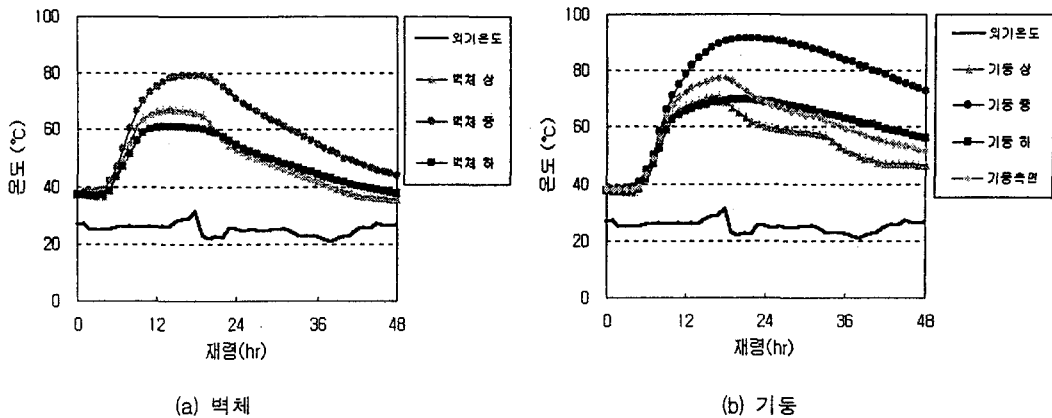 100
80
60
40
20
0
온도 (℃)
0 12 24 36 48
재령(hr)
외기온도
벽체 상
벽체 중
벽체 하
(a) 벽체
100
80
60
40
20
0
온도 (℃)
0 12 24 36 48
재령(hr)
외기온도
기둥 상
기둥 중
기둥 하
기둥측면
(b) 기둥